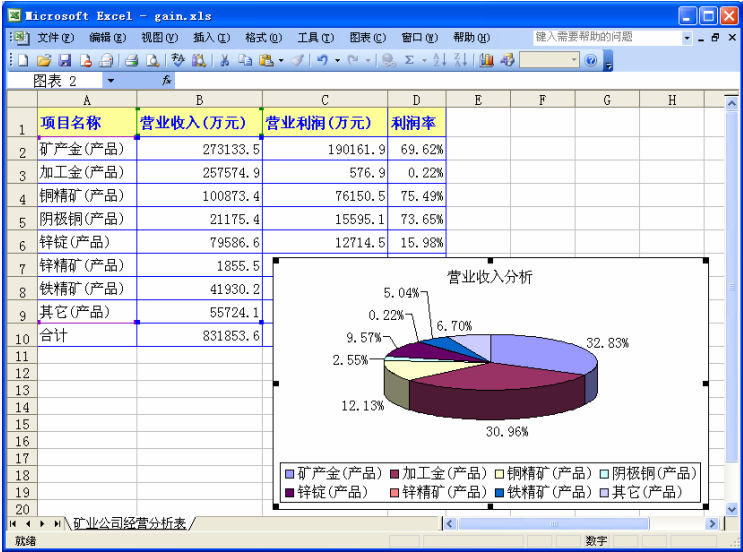 Microsoft Excel - gain.xls
文件(F) 编辑(E) 视图(V) 插入(I) 格式(O) 工具(T) 图表(C) 窗口(W) 帮助(H) 键入需要帮助的问题
图表 2 fx
A B C D E F G H
1 项目名称 营业收入(万元) 营业利润(万元) 利润率
2 矿产金(产品) 273133.5 190161.9 69.62%
3 加工金(产品) 257574.9 576.9 0.22%
4 铜精矿(产品) 100873.4 76150.5 75.49%
5 阴极铜(产品) 21175.4 15595.1 73.65%
6 锌锭(产品) 79586.6 12714.5 15.98%
7 锌精矿(产品) 1855.5
8 铁精矿(产品) 41930.2
9 其它(产品) 55724.1
10 合计 831853.6
11
12
13
14
15
16
17
18
19
20
营业收入分析
5.04%
0.22%
6.70%
9.57%
32.83%
2.55%
12.13%
30.96%
矿产金(产品) 加工金(产品) 铜精矿(产品) 阴极铜(产品)
锌锭(产品) 锌精矿(产品) 铁精矿(产品) 其它(产品)
矿业公司经营分析表
就绪 数字